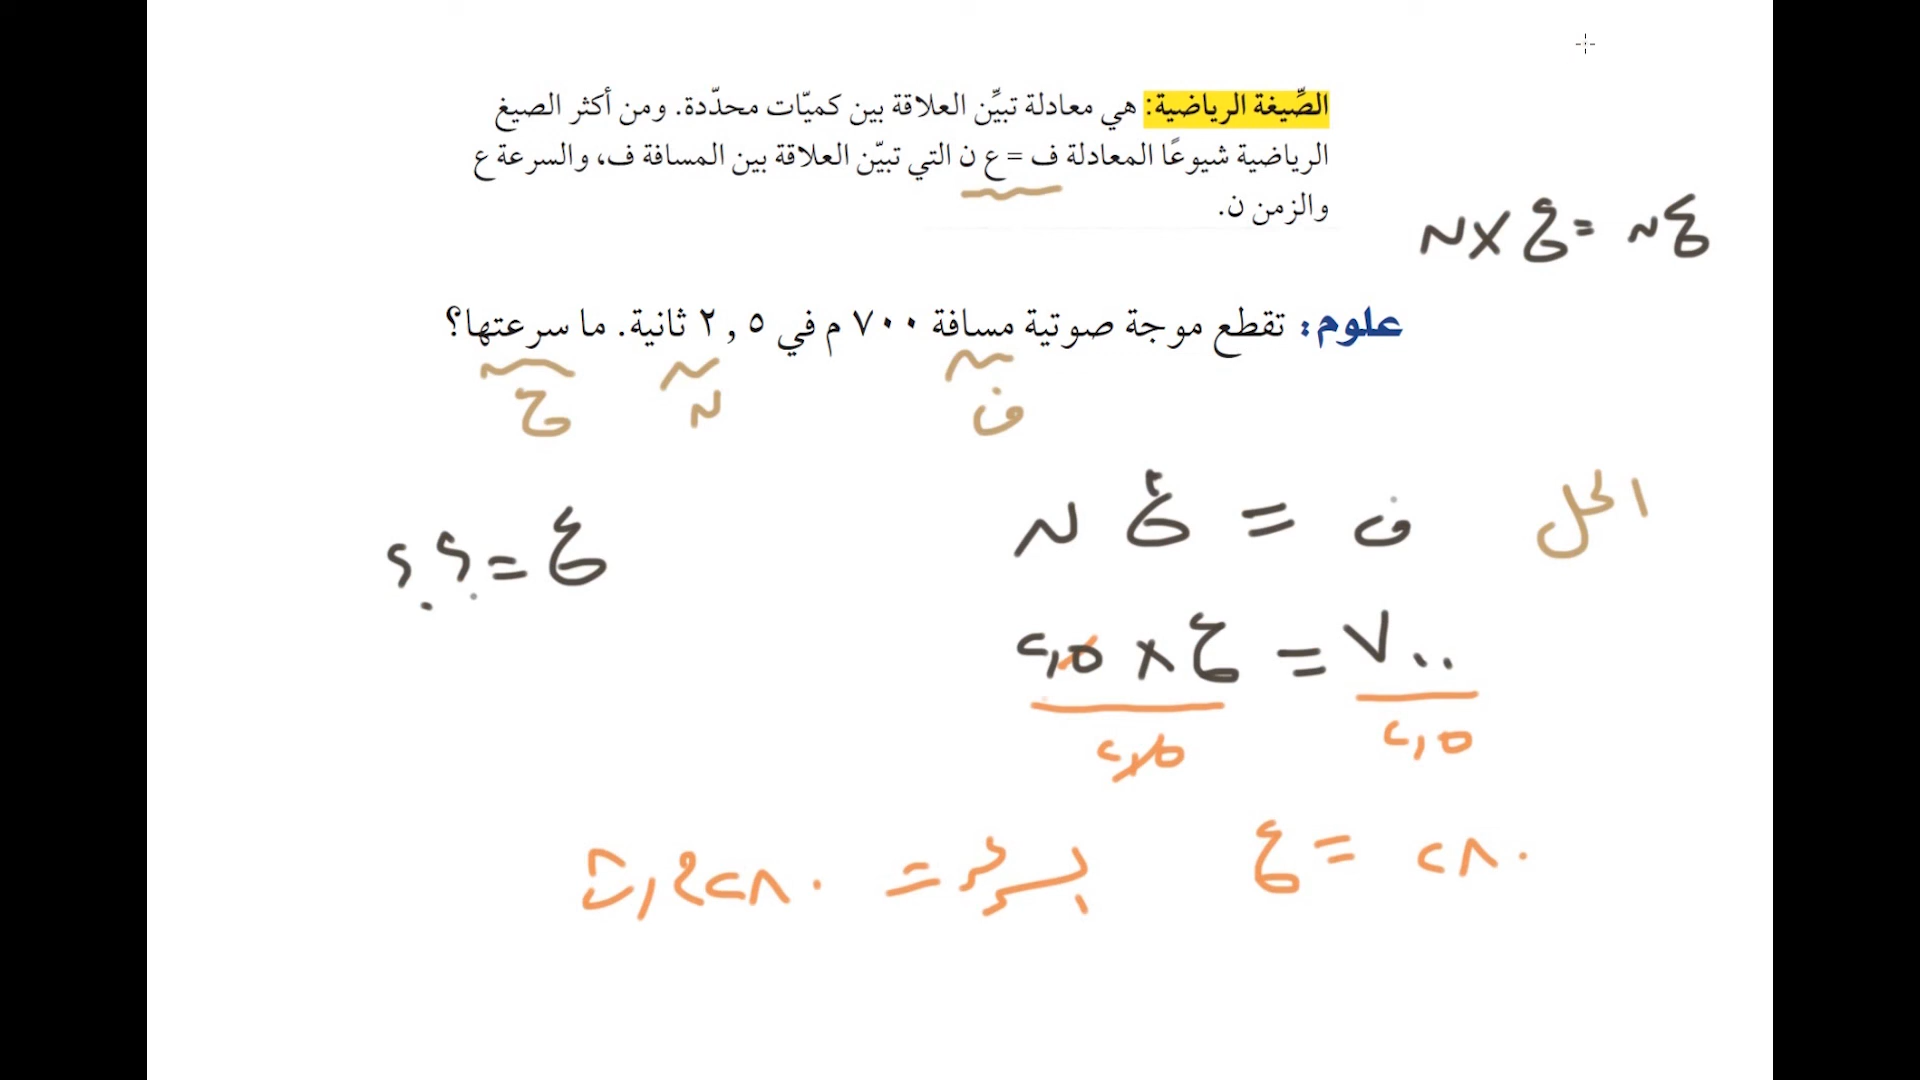 الصِّيغة الرياضية: هي معادلة تبيِّن العلاقة بين كميّات محدّدة. ومن أكثر الصيغ
الرياضية شيوعًا المعادلة ف = ع ن التي تبيّن العلاقة بين المسافة ف، والسرعة ع
والزمن ن.
ع ن = ع × ن
علوم: تقطع موجة صوتية مسافة ٧٠٠ م في ٢,٥ ثانية. ما سرعتها؟
ف ن ع
الحل
ف = ع ن
ع = ؟؟
٧٠٠ = ع × ٢,٥
٢,٥ ٢,٥
ع = ٢٨٠
= ٢٨٠ م/ث